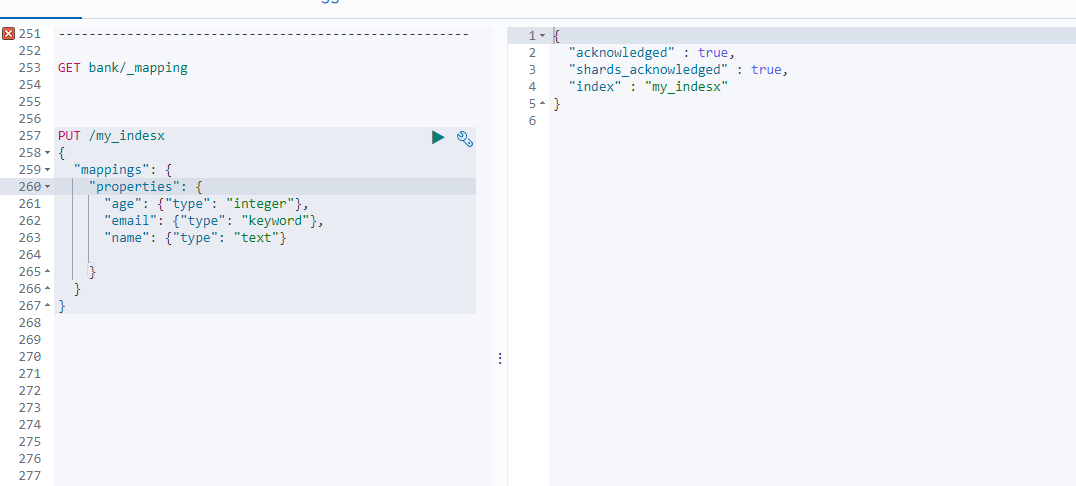 251 ------------------------------------------------------
252
253 GET bank/_mapping
254
255
256
257 PUT /my_indesx
258 {
259 "mappings": {
260 "properties": {
261 "age": {"type": "integer"},
262 "email": {"type": "keyword"},
263 "name": {"type": "text"}
264
265 }
266 }
267 }
268
269
270
271
272
273
274
275
276
277
1 {
2 "acknowledged" : true,
3 "shards_acknowledged" : true,
4 "index" : "my_indesx"
5 }
6